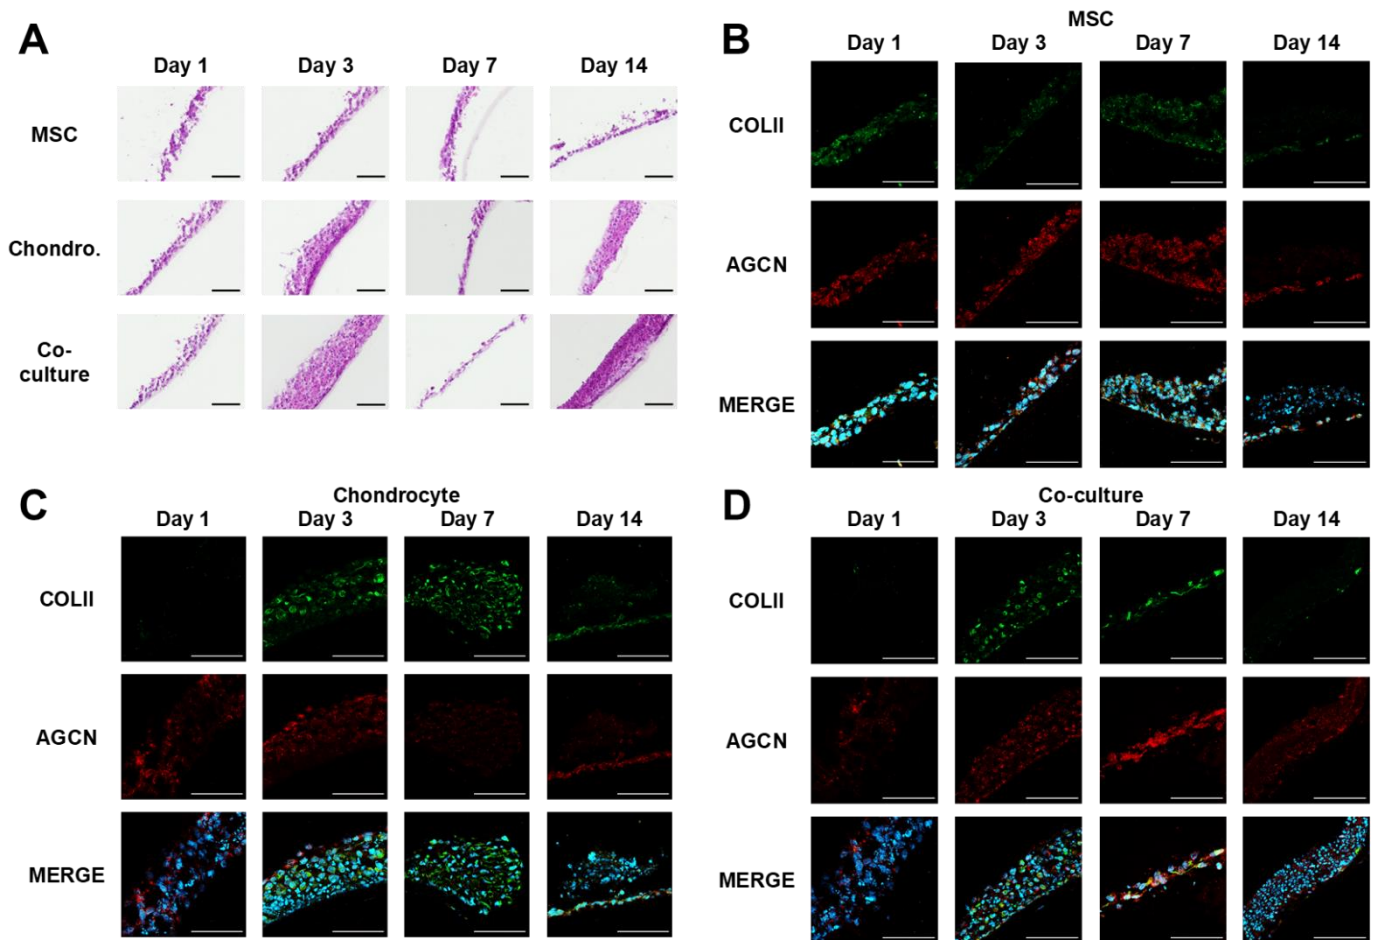 A
Day 1 Day 3 Day 7 Day 14
MSC
Chondro.
Co-
culture
B
MSC
Day 1 Day 3 Day 7 Day 14
COLII
AGCN
MERGE
C
Chondrocyte
Day 1 Day 3 Day 7 Day 14
COLII
AGCN
MERGE
D
Co-culture
Day 1 Day 3 Day 7 Day 14
COLII
AGCN
MERGE